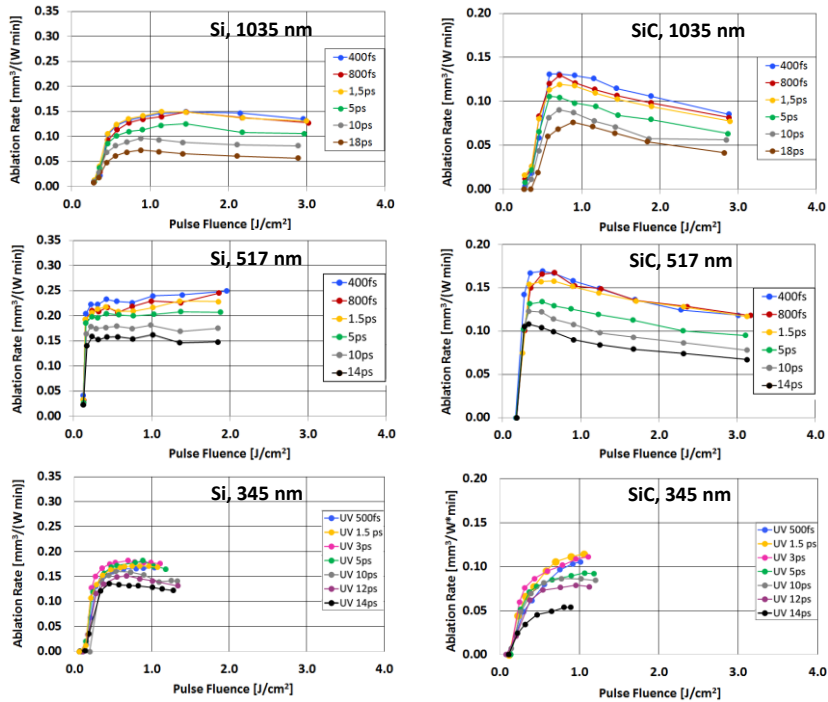 Si, 1035 nm
Ablation Rate [mm³/(W min)]
0.35
0.30
0.25
0.20
0.15
0.10
0.05
0.00
400fs
800fs
1,5ps
5ps
10ps
18ps
0.0
1.0
2.0
3.0
4.0
Pulse Fluence [J/cm²]
SiC, 1035 nm
Ablation Rate [mm³/(W min)]
0.20
0.15
0.10
0.05
0.00
400fs
800fs
1,5ps
5ps
10ps
18ps
0.0
1.0
2.0
3.0
4.0
Pulse Fluence [J/cm²]
Si, 517 nm
Ablation Rate [mm³/(W min)]
0.35
0.30
0.25
0.20
0.15
0.10
0.05
0.00
400fs
800fs
1.5ps
5ps
10ps
14ps
0.0
1.0
2.0
3.0
4.0
Pulse Fluence [J/cm²]
SiC, 517 nm
Ablation Rate [mm³/(W min)]
0.20
0.15
0.10
0.05
0.00
400fs
800fs
1.5ps
5ps
10ps
14ps
0.0
1.0
2.0
3.0
4.0
Pulse Fluence [J/cm²]
Si, 345 nm
Ablation Rate [mm³/(W min)]
0.35
0.30
0.25
0.20
0.15
0.10
0.05
0.00
UV 500fs
UV 1.5 ps
UV 3ps
UV 5ps
UV 10ps
UV 12ps
UV 14ps
0.0
1.0
2.0
3.0
4.0
Pulse Fluence [J/cm²]
SiC, 345 nm
Ablation Rate [mm³/W*min)]
0.20
0.15
0.10
0.05
0.00
UV 500fs
UV 1.5 ps
UV 3ps
UV 5ps
UV 10ps
UV 12ps
UV 14ps
0.0
1.0
2.0
3.0
4.0
Pulse Fluence [J/cm²]